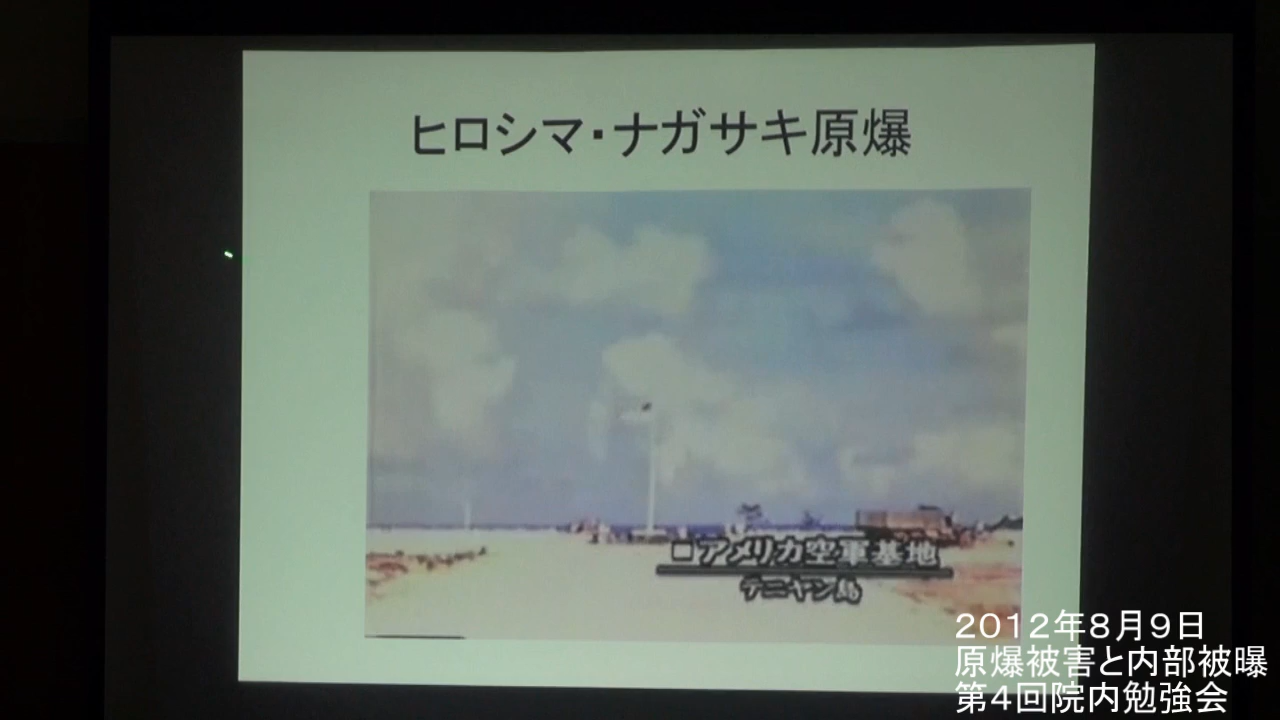 ヒロシマ・ナガサキ原爆
□アメリカ空軍基地
テニヤン島
2012年8月9日
原爆被害と内部被曝
第4回院内勉強会